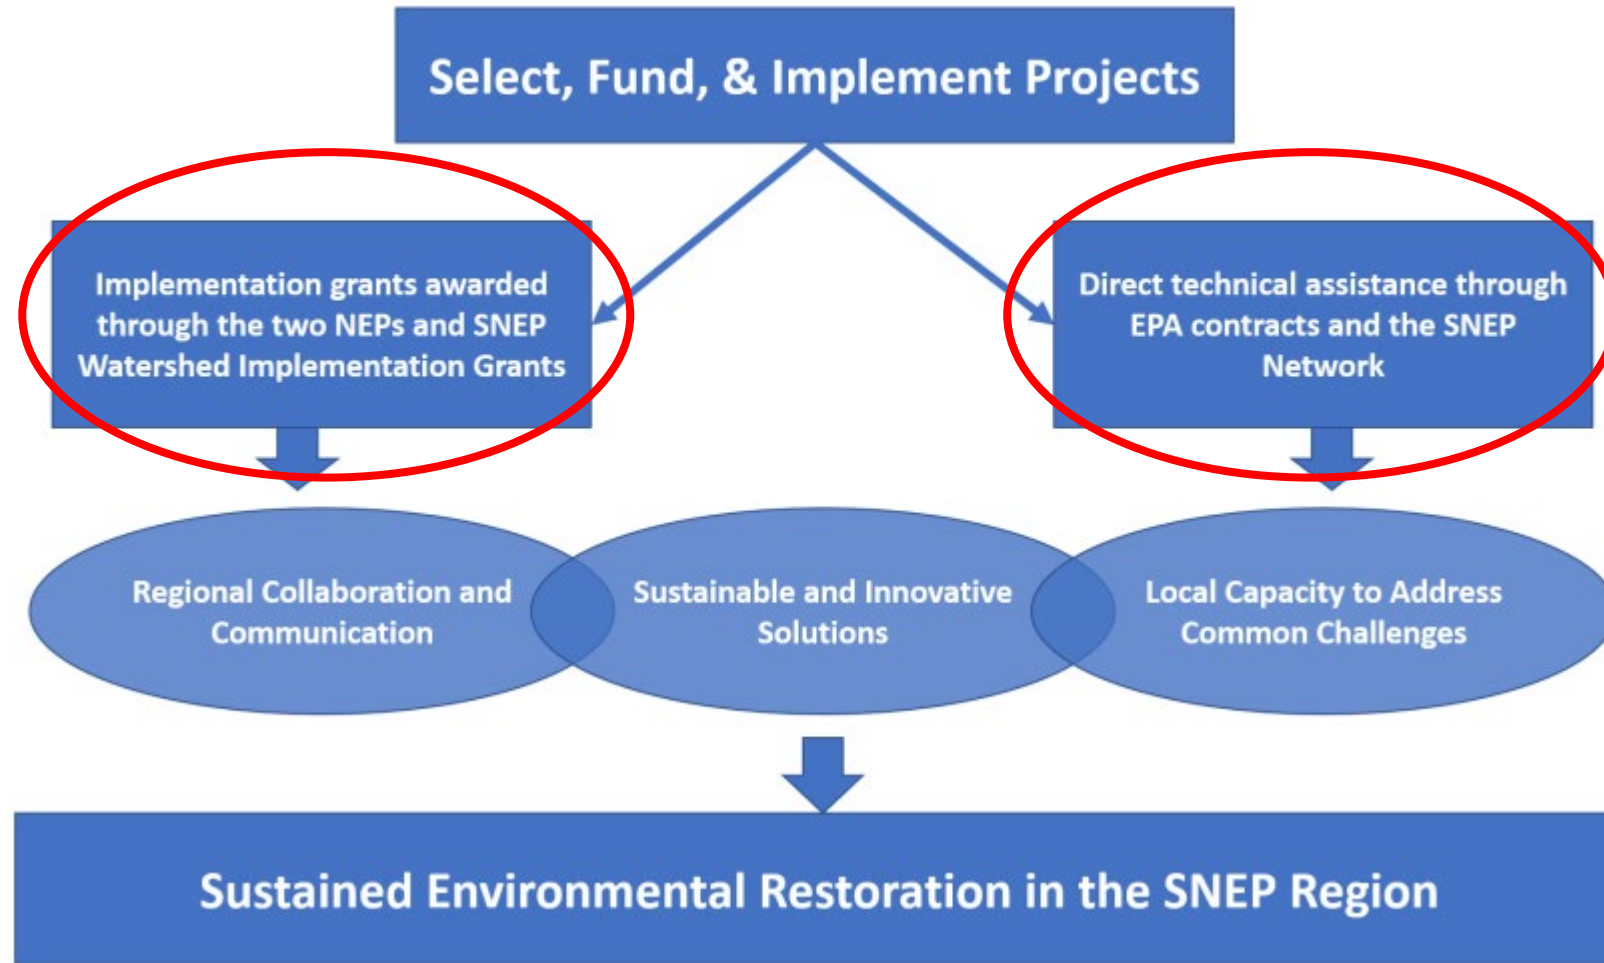 Select, Fund, & Implement Projects
Implementation grants awarded
through the two NEPs and SNEP
Watershed Implementation Grants
Direct technical assistance through
EPA contracts and the SNEP
Network
Regional Collaboration and
Communication
Sustainable and Innovative
Solutions
Local Capacity to Address
Common Challenges
Sustained Environmental Restoration in the SNEP Region